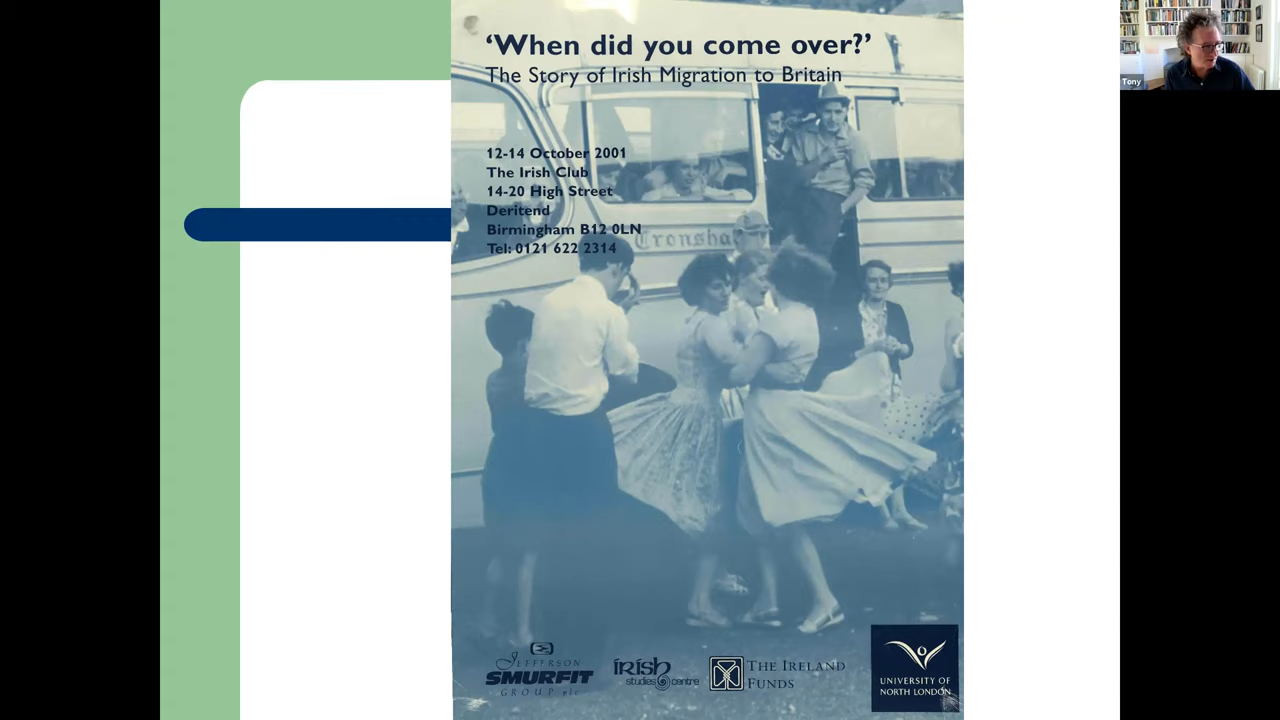 ‘When did you come over?’
The Story of Irish Migration to Britain
12-14 October 2001
The Irish Club
14-20 High Street
Deritend
Birmingham B12 0LN
Tel: 0121 622 2314
Tronsha
JEFFERSON
SMURFIT
GROUP plc
irish
studies centre
THE IRELAND
FUNDS
UNIVERSITY OF
NORTH LONDON
Tony